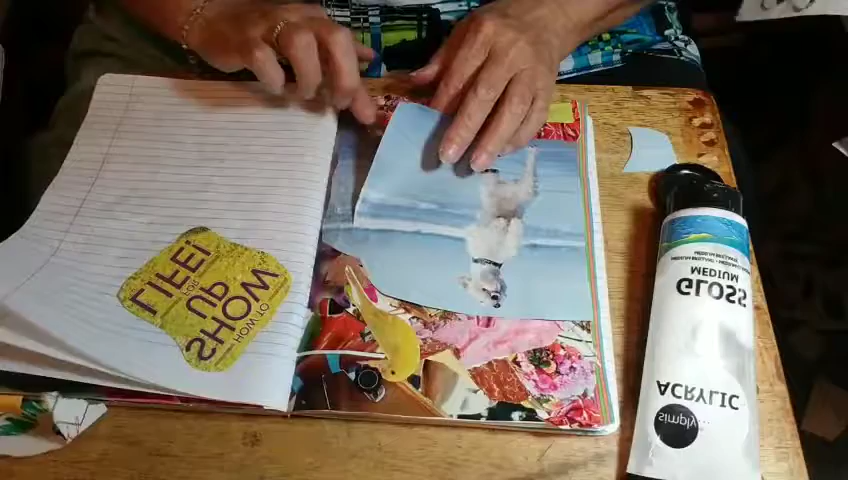 HOW TO
SHOW
UP
FOR
LIFE!
simply
ACRYLIC
GLOSS
MEDIUM